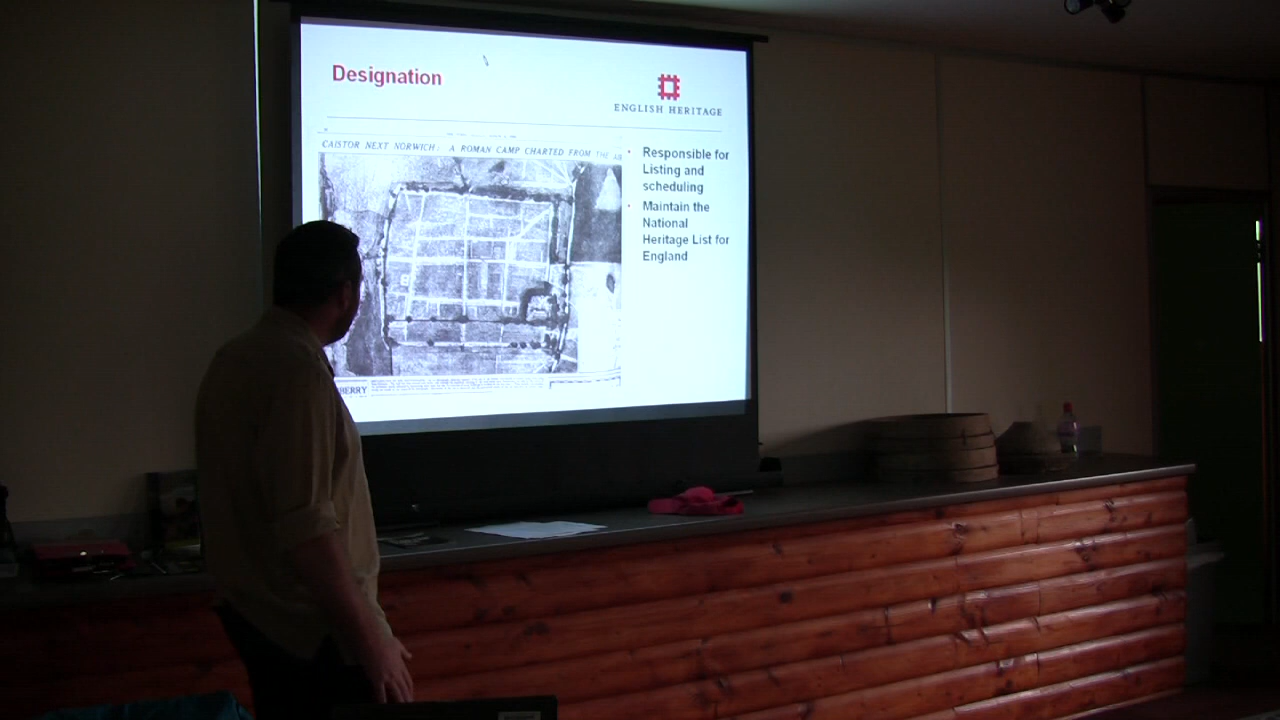 Designation
ENGLISH HERITAGE
CAISTOR NEXT NORWICH: A ROMAN CAMP CHARTED FROM THE
Responsible for
Listing and
scheduling
Maintain the
National
Heritage List for
England
BERRY